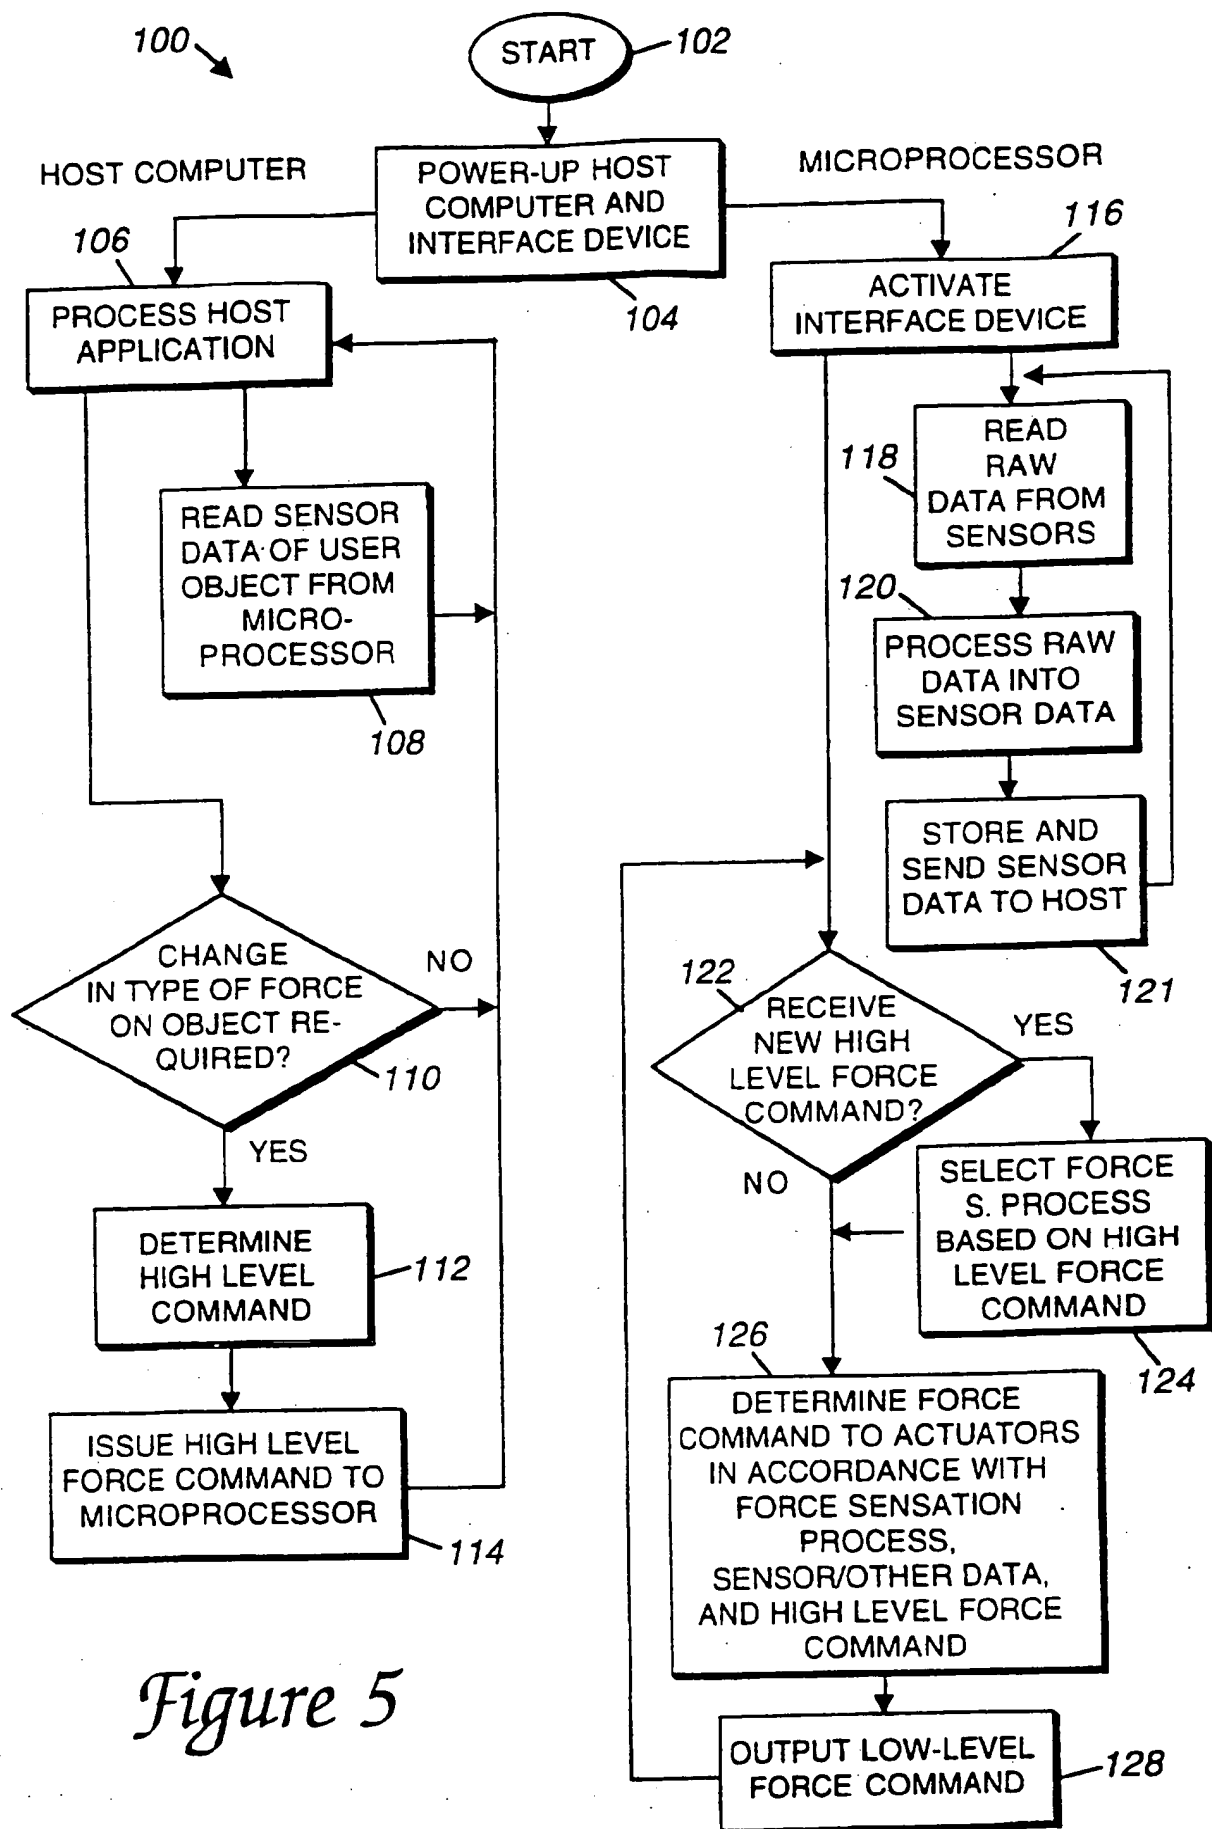 100
START
102
HOST COMPUTER
POWER-UP HOST
COMPUTER AND
INTERFACE DEVICE
104
MICROPROCESSOR
106
PROCESS HOST
APPLICATION
116
ACTIVATE
INTERFACE DEVICE
READ SENSOR
DATA OF USER
OBJECT FROM
MICRO-
PROCESSOR
108
118
READ
RAW
DATA FROM
SENSORS
120
PROCESS RAW
DATA INTO
SENSOR DATA
STORE AND
SEND SENSOR
DATA TO HOST
121
CHANGE
IN TYPE OF FORCE
ON OBJECT RE-
QUIRED?
NO
110
YES
122
RECEIVE
NEW HIGH
LEVEL FORCE
COMMAND?
YES
NO
DETERMINE
HIGH LEVEL
COMMAND
112
SELECT FORCE
S. PROCESS
BASED ON HIGH
LEVEL FORCE
COMMAND
124
ISSUE HIGH LEVEL
FORCE COMMAND TO
MICROPROCESSOR
114
126
DETERMINE FORCE
COMMAND TO ACTUATORS
IN ACCORDANCE WITH
FORCE SENSATION
PROCESS,
SENSOR/OTHER DATA,
AND HIGH LEVEL FORCE
COMMAND
OUTPUT LOW-LEVEL
FORCE COMMAND
128
Figure 5